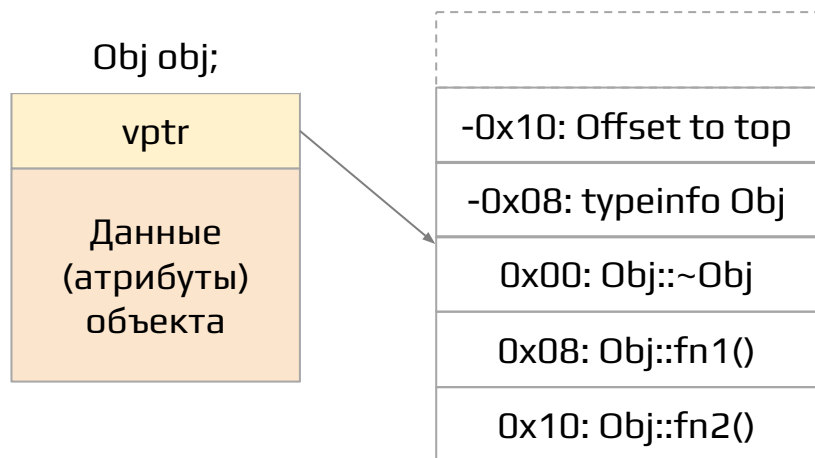 Obj obj;
vptr
Данные
(атрибуты)
объекта
-0x10: Offset to top
-0x08: typeinfo Obj
0x00: Obj::~Obj
0x08: Obj::fn1()
0x10: Obj::fn2()